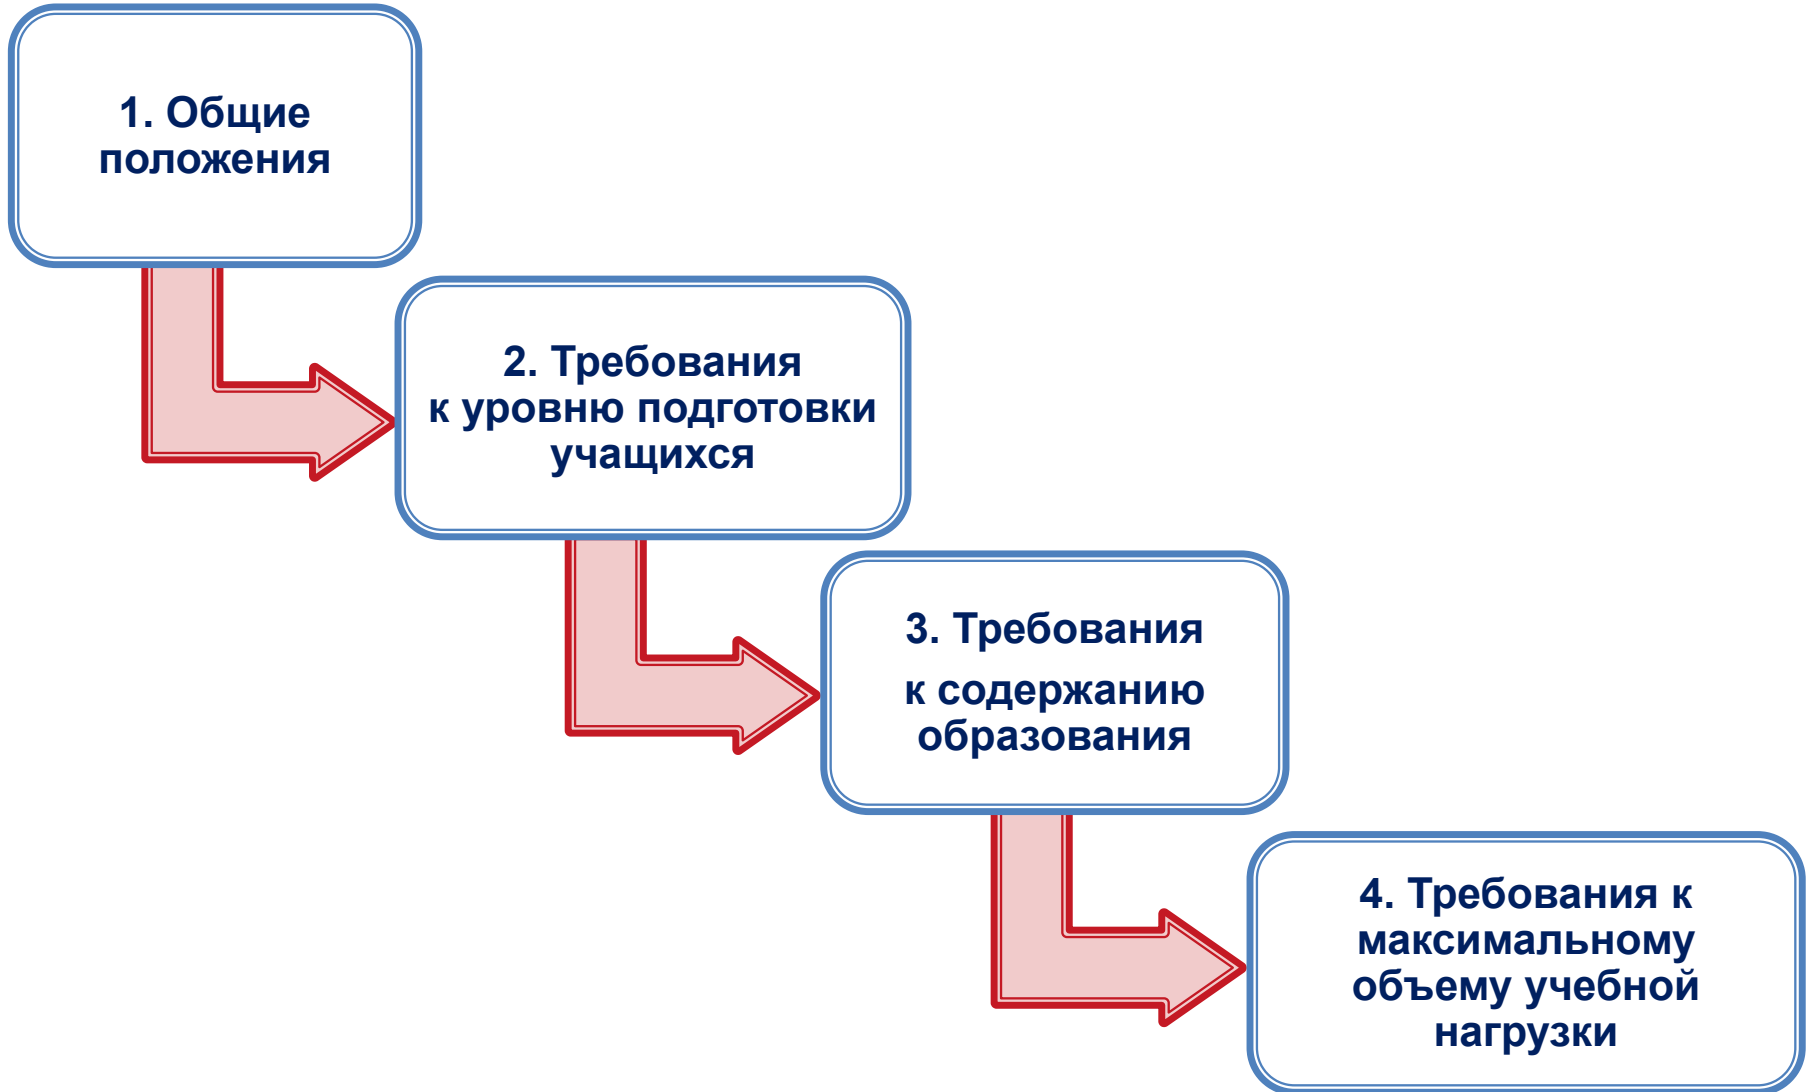 1. Общие
положения
2. Требования
к уровню подготовки
учащихся
3. Требования
к содержанию
образования
4. Требования к
максимальному
объему учебной
нагрузки